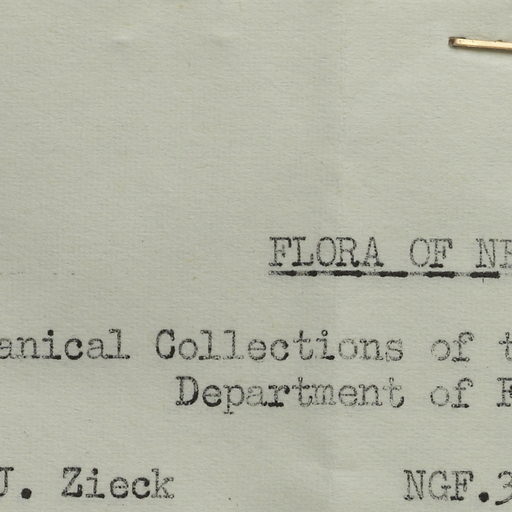 FLORA OF NE
anical Collections of t
Department of F
J. Zieck NGF.3